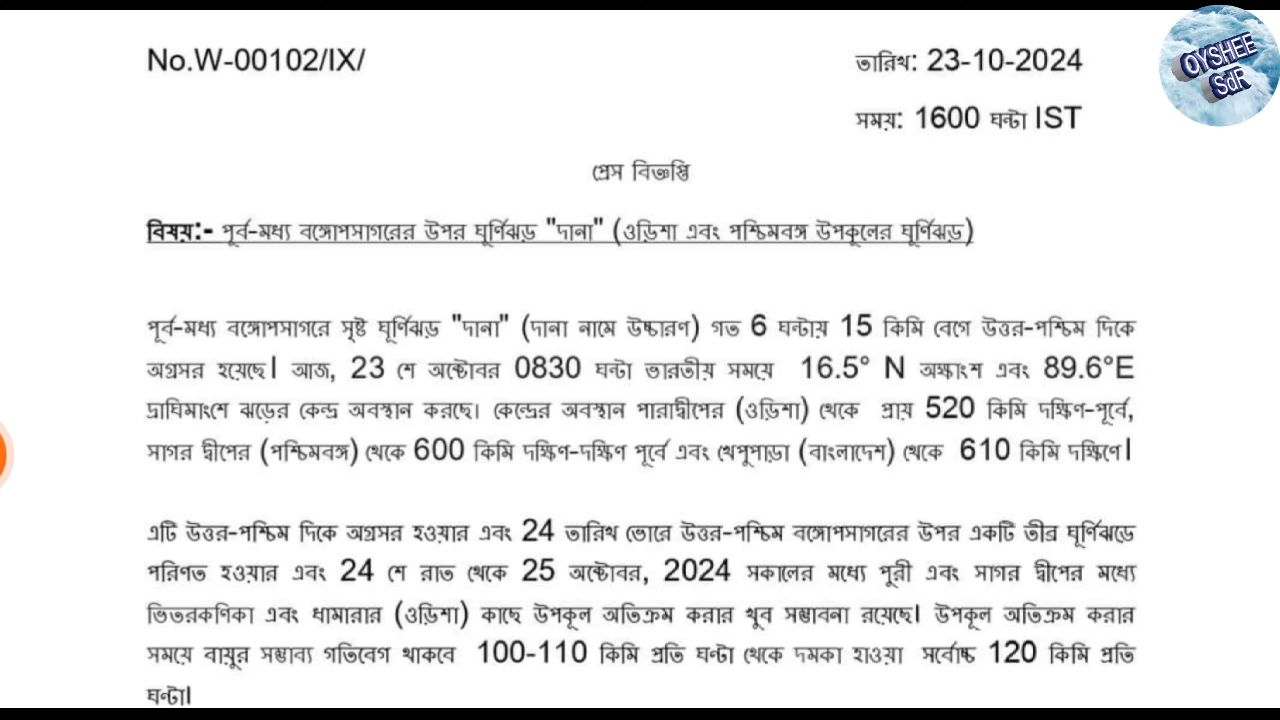 No.W-00102/IX/
তারিখ: 23-10-2024
OYSHEE
SdR
সময়: 1600 ঘন্টা IST
প্রেস বিজ্ঞপ্তি
বিষয়:- পূর্ব-মধ্য বঙ্গোপসাগরের উপর ঘূর্ণিঝড় "দানা" (ওড়িশা এবং পশ্চিমবঙ্গ উপকূলের ঘূর্ণিঝড়)
পূর্ব-মধ্য বঙ্গোপসাগরে সৃষ্ট ঘূর্ণিঝড় "দানা" (দানা নামে উচ্চারণ) গত 6 ঘন্টায় 15 কিমি বেগে উত্তর-পশ্চিম দিকে
অগ্রসর হয়েছে। আজ, 23 শে অক্টোবর 0830 ঘন্টা ভারতীয় সময়ে 16.5° N অক্ষাংশ এবং 89.6°E
দ্রাঘিমাংশে ঝড়ের কেন্দ্র অবস্থান করছে। কেন্দ্রের অবস্থান পারাদ্বীপের (ওড়িশা) থেকে প্রায় 520 কিমি দক্ষিণ-পূর্বে,
সাগর দ্বীপের (পশ্চিমবঙ্গ) থেকে 600 কিমি দক্ষিণ-দক্ষিণ পূর্বে এবং খেপুপাড়া (বাংলাদেশ) থেকে 610 কিমি দক্ষিণে।
এটি উত্তর-পশ্চিম দিকে অগ্রসর হওয়ার এবং 24 তারিখ ভোরে উত্তর-পশ্চিম বঙ্গোপসাগরের উপর একটি তীব্র ঘূর্ণিঝড়ে
পরিণত হওয়ার এবং 24 শে রাত থেকে 25 অক্টোবর, 2024 সকালের মধ্যে পুরী এবং সাগর দ্বীপের মধ্যে
ভিতরকণিকা এবং ধামারার (ওড়িশা) কাছে উপকূল অতিক্রম করার খুব সম্ভাবনা রয়েছে। উপকূল অতিক্রম করার
সময়ে বায়ুর সম্ভাব্য গতিবেগ থাকবে 100-110 কিমি প্রতি ঘণ্টা থেকে দমকা হাওয়া সর্বোচ্চ 120 কিমি প্রতি
ঘণ্টা।